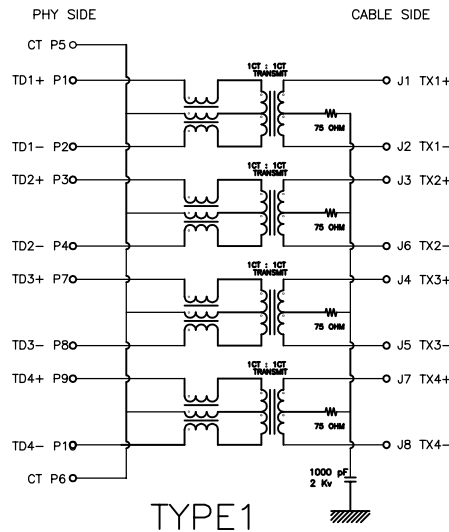 PHY SIDE CABLE SIDE
CT P5
1CT : 1CT
TRANSMIT
TD1+ P1 J1 TX1+
75 OHM
TD1- P2 J2 TX1-
TD2+ P3 J3 TX2+
1CT : 1CT
TRANSMIT
75 OHM
TD2- P4 J6 TX2-
1CT : 1CT
TRANSMIT
TD3+ P7 J4 TX3+
75 OHM
TD3- P8 J5 TX3-
1CT : 1CT
TRANSMIT
TD4+ P9 J7 TX4+
75 OHM
TD4- J8 TX4-
CT P6
1000 pF
2 Kv
TYPE1